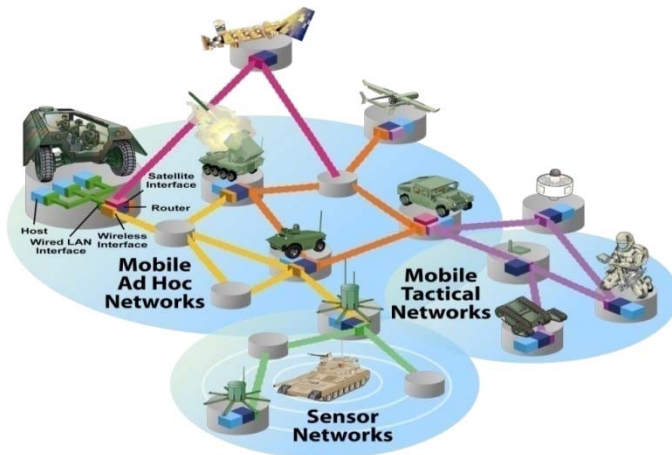 Satellite
Interface
Router
Host
Wired LAN
Interface
Wireless
Interface
Mobile
Ad Hoc
Networks
Mobile
Tactical
Networks
Sensor
Networks